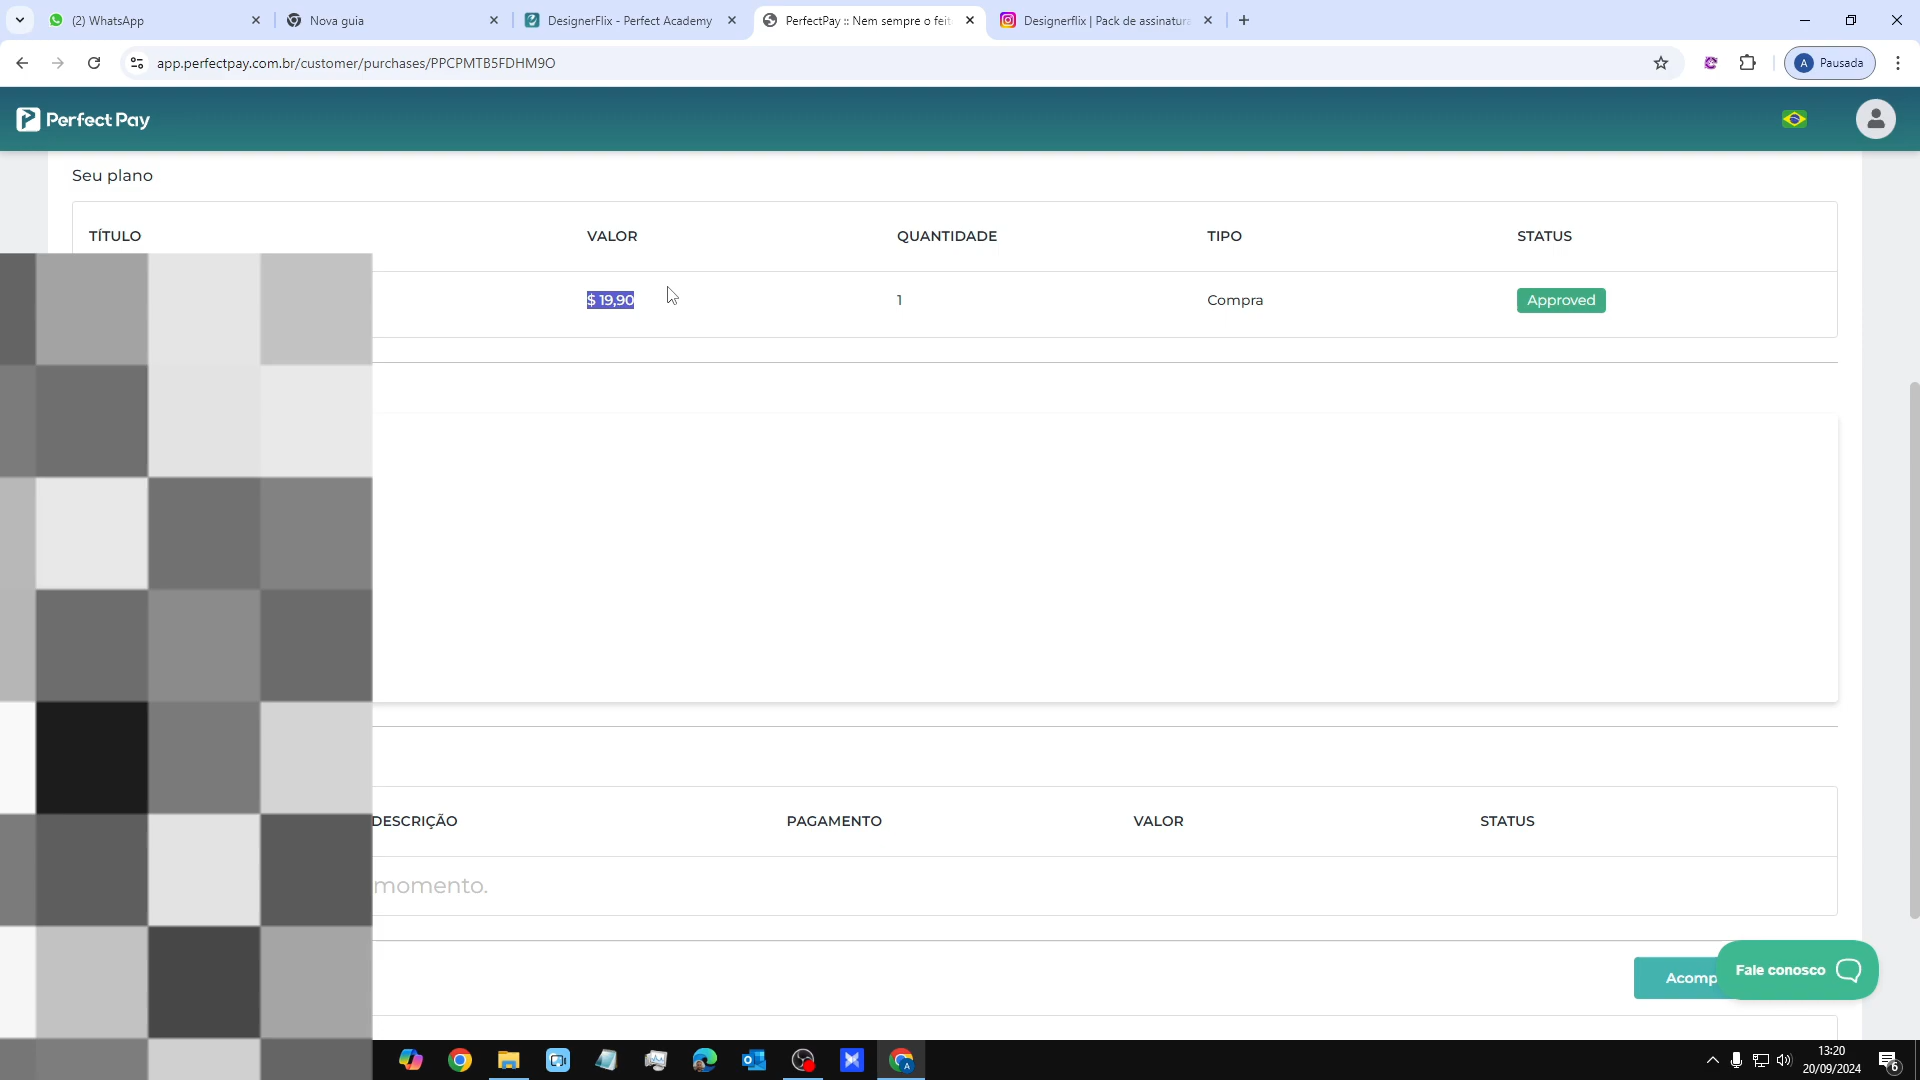 (2) WhatsApp
Nova guia
DesignerFlix - Perfect Academy
PerfectPay :: Nem sempre o feit
Designerflix | Pack de assinatura
app.perfectpay.com.br/customer/purchases/PPCPMTB5FDHM9O
A Pausada
Perfect Pay
Seu plano
TÍTULO VALOR QUANTIDADE TIPO STATUS
$ 19,90 1 Compra Approved
DESCRIÇÃO PAGAMENTO VALOR STATUS
momento.
Acomp
Fale conosco
13:20
20/09/2024
6